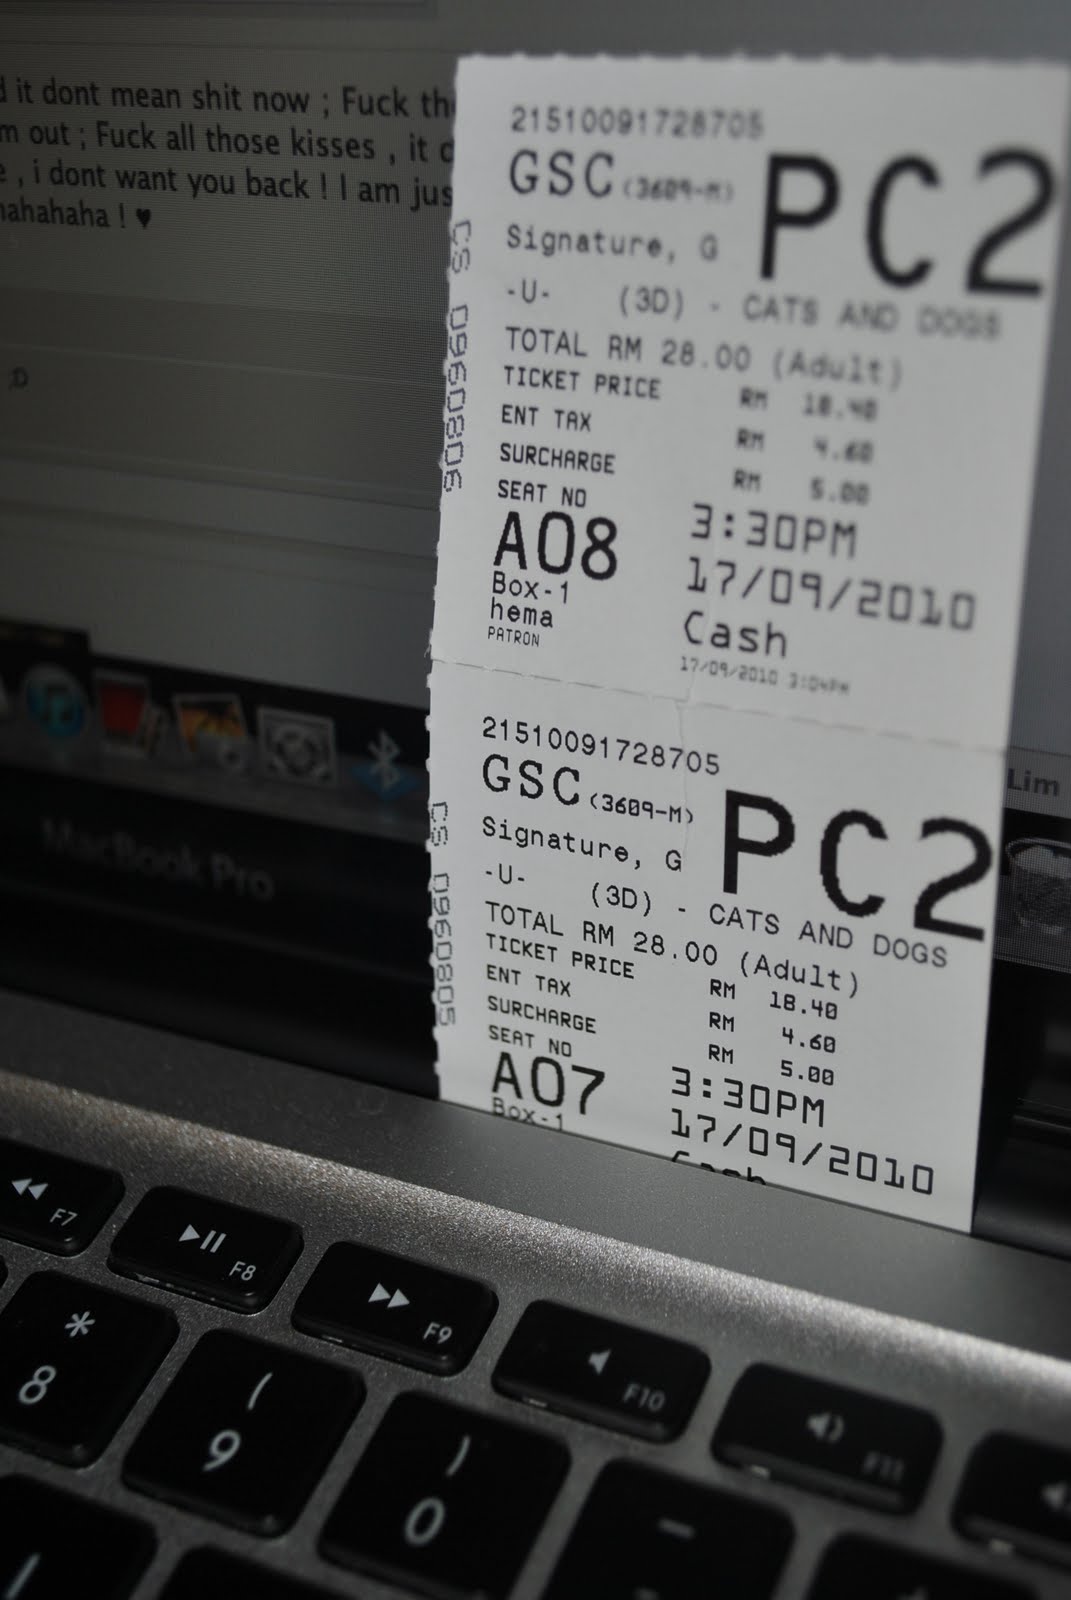 d it dont mean shit now ; Fuck th
m out ; Fuck all those kisses , it
e , i dont want you back ! I am jus
hahahaha ! ♥
;D
21510091728705
GSC (3609-M)
PC2
Signature, G
-U- (3D) - CATS AND DOGS
TOTAL RM 28.00 (Adult)
TICKET PRICE RM 18.40
ENT TAX RM 4.60
SURCHARGE RM 5.00
SEAT NO
A08
3:30PM
Box-1
17/09/2010
hema
Cash
PATRON
17/09/2010 3:04PM
CS 0960806
21510091728705
GSC (3609-M)
PC2
Signature, G
-U- (3D) - CATS AND DOGS
TOTAL RM 28.00 (Adult)
TICKET PRICE RM 18.40
ENT TAX RM 4.60
SURCHARGE RM 5.00
SEAT NO
A07
3:30PM
Box-1
17/09/2010
Cash
CS 0960805
Lim
MacBook Pro
F7
F8
F9
F10
F11
*
8
(
9
)
0